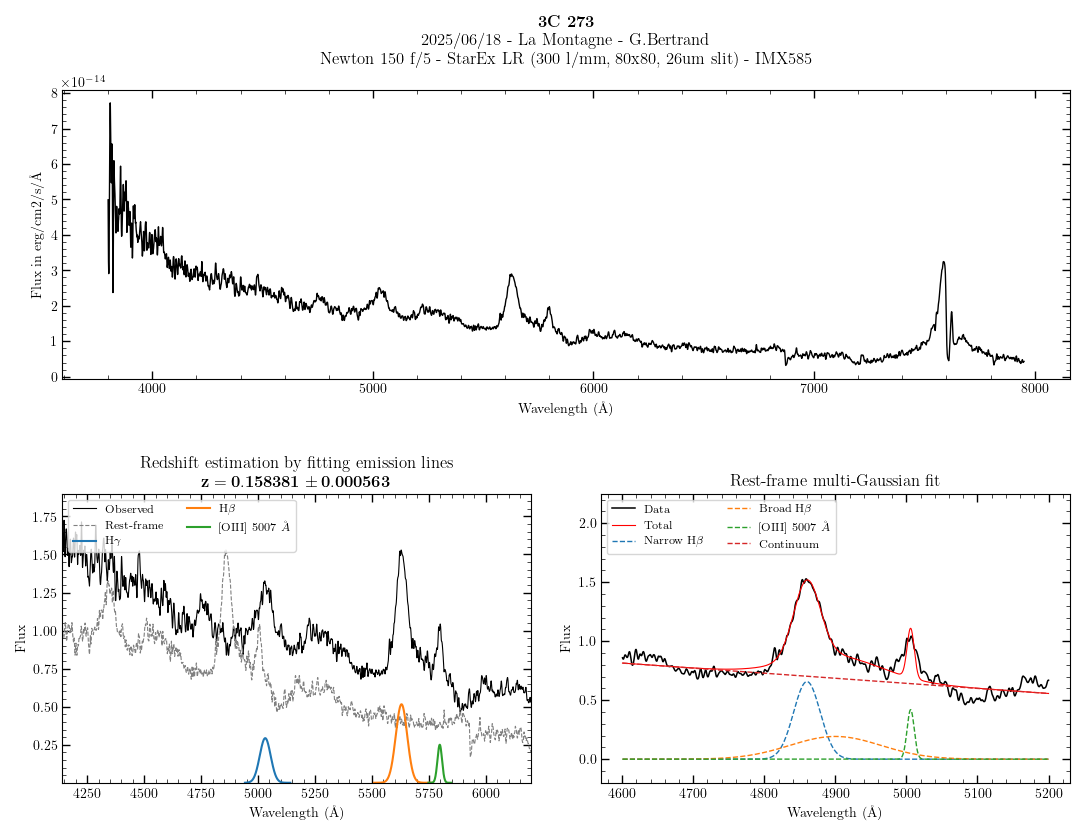 3C 273
2025/06/18 - La Montagne - G.Bertrand
Newton 150 f/5 - StarEx LR (300 l/mm, 80x80, 26um slit) - IMX585
×10⁻¹⁴
8
7
6
5
4
3
2
1
0
Flux in erg/cm2/s/Å
4000 5000 6000 7000 8000
Wavelength (Å)
Redshift estimation by fitting emission lines
z = 0.158381 ± 0.000563
Observed
Rest-frame
Hγ
Hβ
[OIII] 5007 Å
1.75
1.50
1.25
1.00
0.75
0.50
0.25
Flux
4250 4500 4750 5000 5250 5500 5750 6000
Wavelength (Å)
Rest-frame multi-Gaussian fit
Data
Total
Narrow Hβ
Broad Hβ
[OIII] 5007 Å
Continuum
2.0
1.5
1.0
0.5
0.0
Flux
4600 4700 4800 4900 5000 5100 5200
Wavelength (Å)